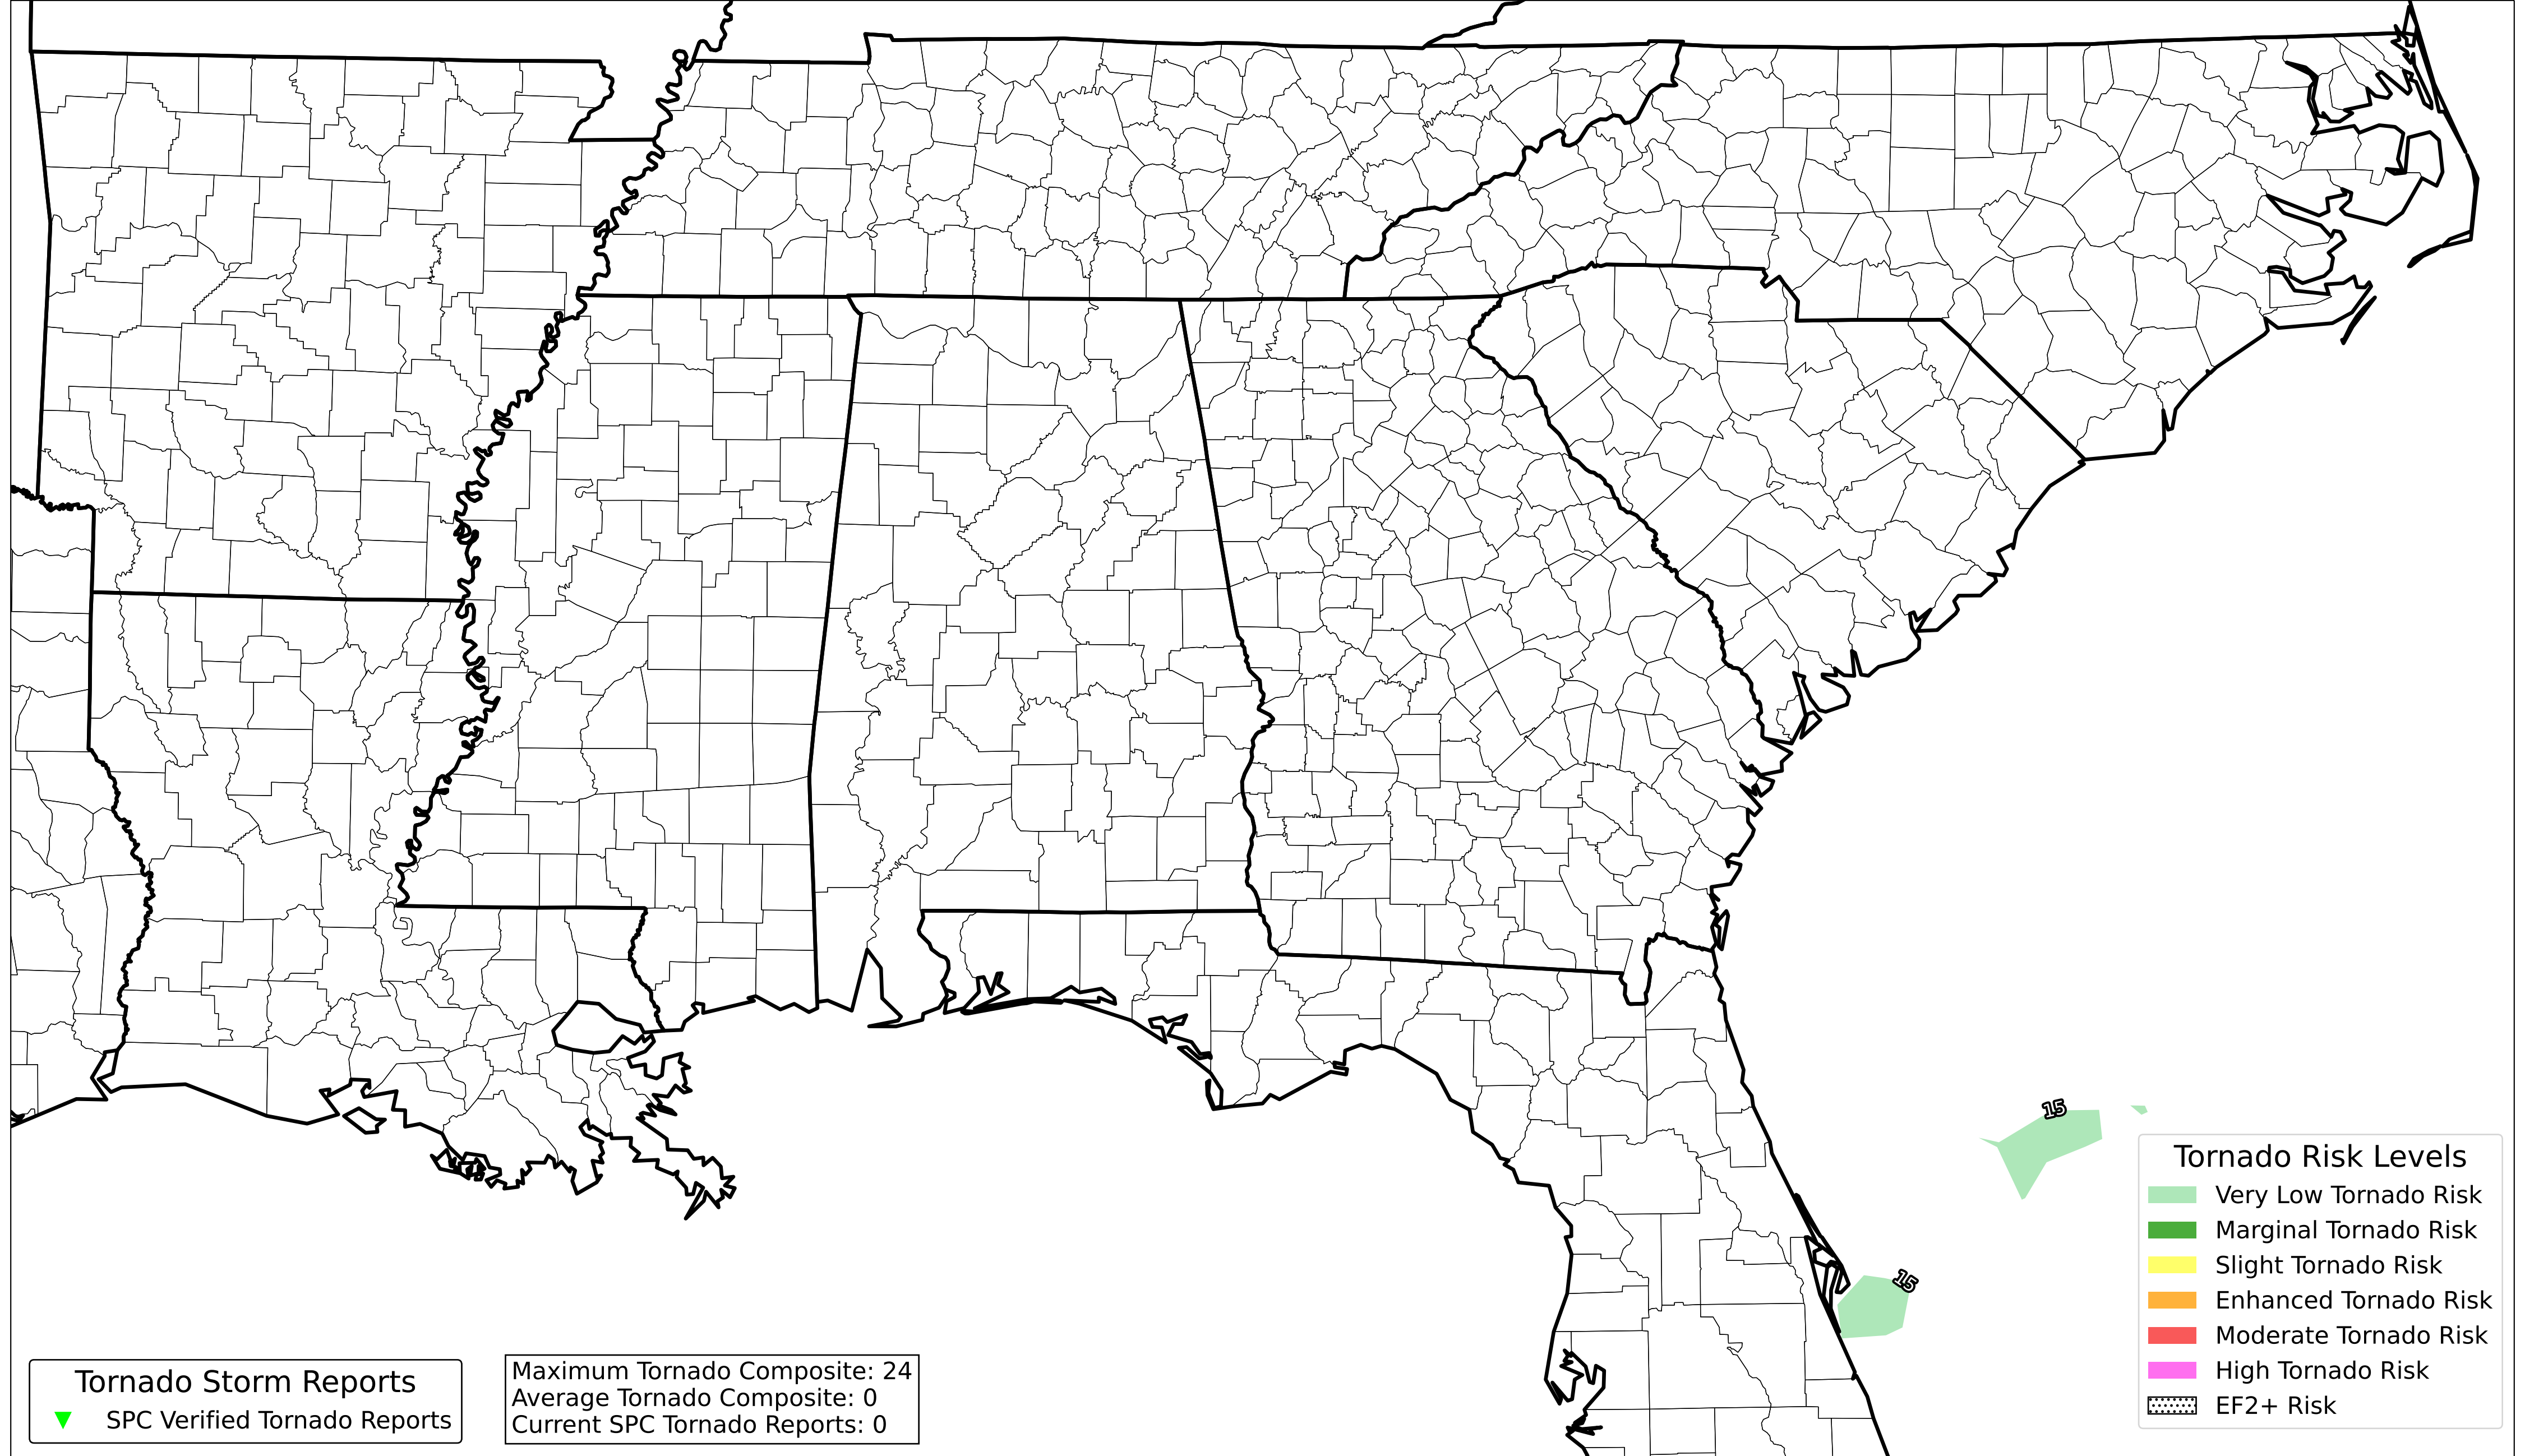 15
15
Tornado Risk Levels
Very Low Tornado Risk
Marginal Tornado Risk
Slight Tornado Risk
Enhanced Tornado Risk
Moderate Tornado Risk
High Tornado Risk
EF2+ Risk
Tornado Storm Reports
SPC Verified Tornado Reports
Maximum Tornado Composite: 24
Average Tornado Composite: 0
Current SPC Tornado Reports: 0